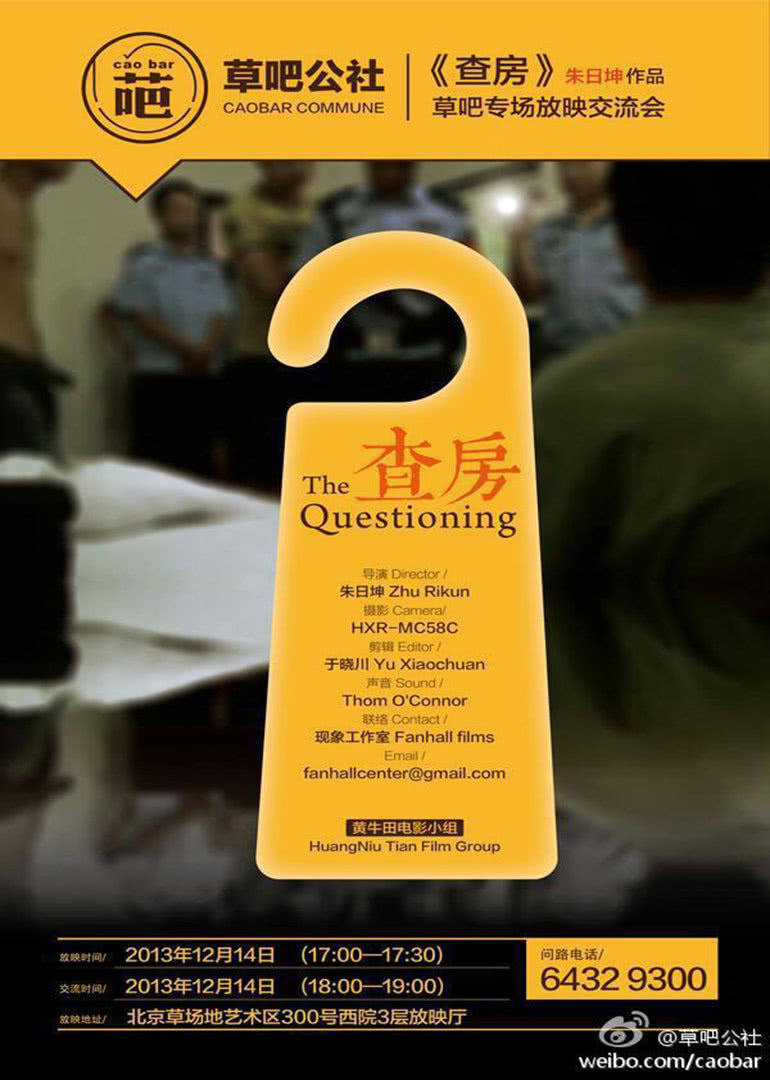 cao bar
草吧公社
CAOBAR COMMUNE
《查房》朱日坤作品
草吧专场放映交流会
The 查房
Questioning
导演 Director /
朱日坤 Zhu Rikun
摄影 Camera/
HXR-MC58C
剪辑 Editor /
于晓川 Yu Xiaochuan
声音 Sound /
Thom O'Connor
联络 Contact /
现象工作室 Fanhall films
Email /
fanhallcenter@gmail.com
黄牛田电影小组
HuangNiu Tian Film Group
放映时间/ 2013年12月14日 (17:00—17:30)
交流时间/ 2013年12月14日 (18:00—19:00)
放映地址/ 北京草场地艺术区300号西院3层放映厅
问路电话/
6432 9300
@草吧公社
weibo.com/caobar